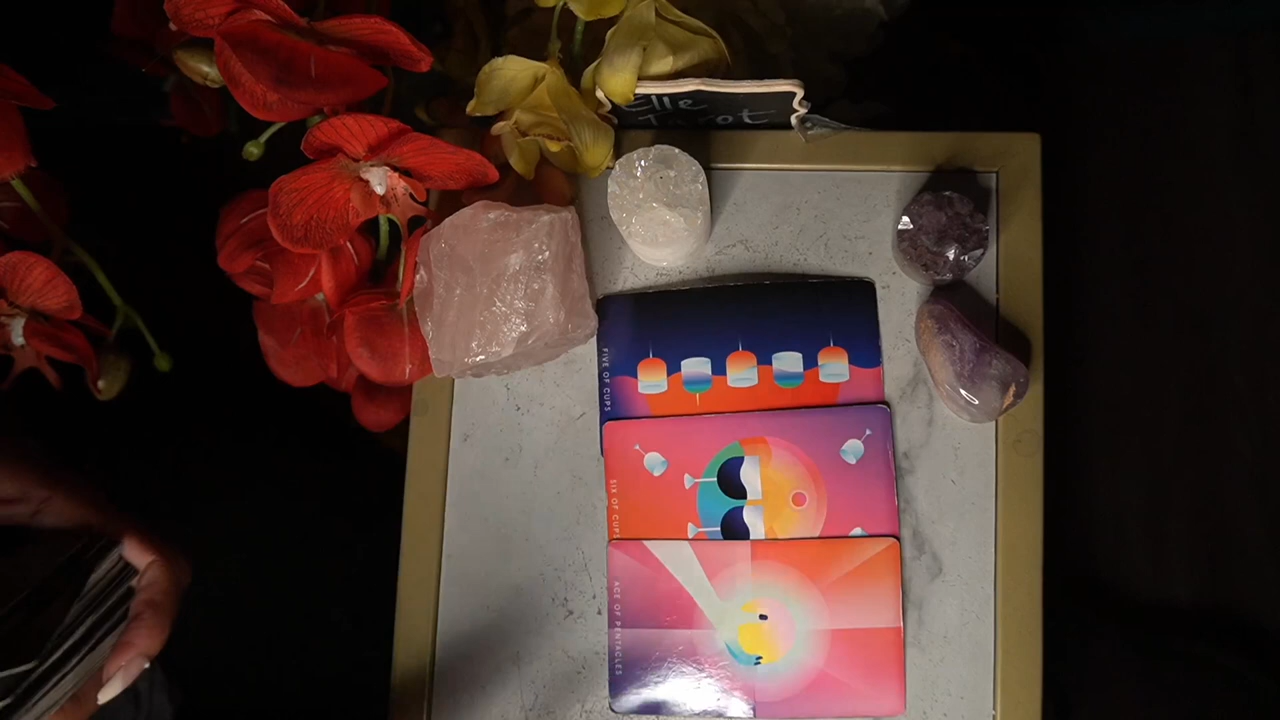 Elle
Tarot
FIVE OF CUPS
SIX OF CUPS
ACE OF PENTACLES